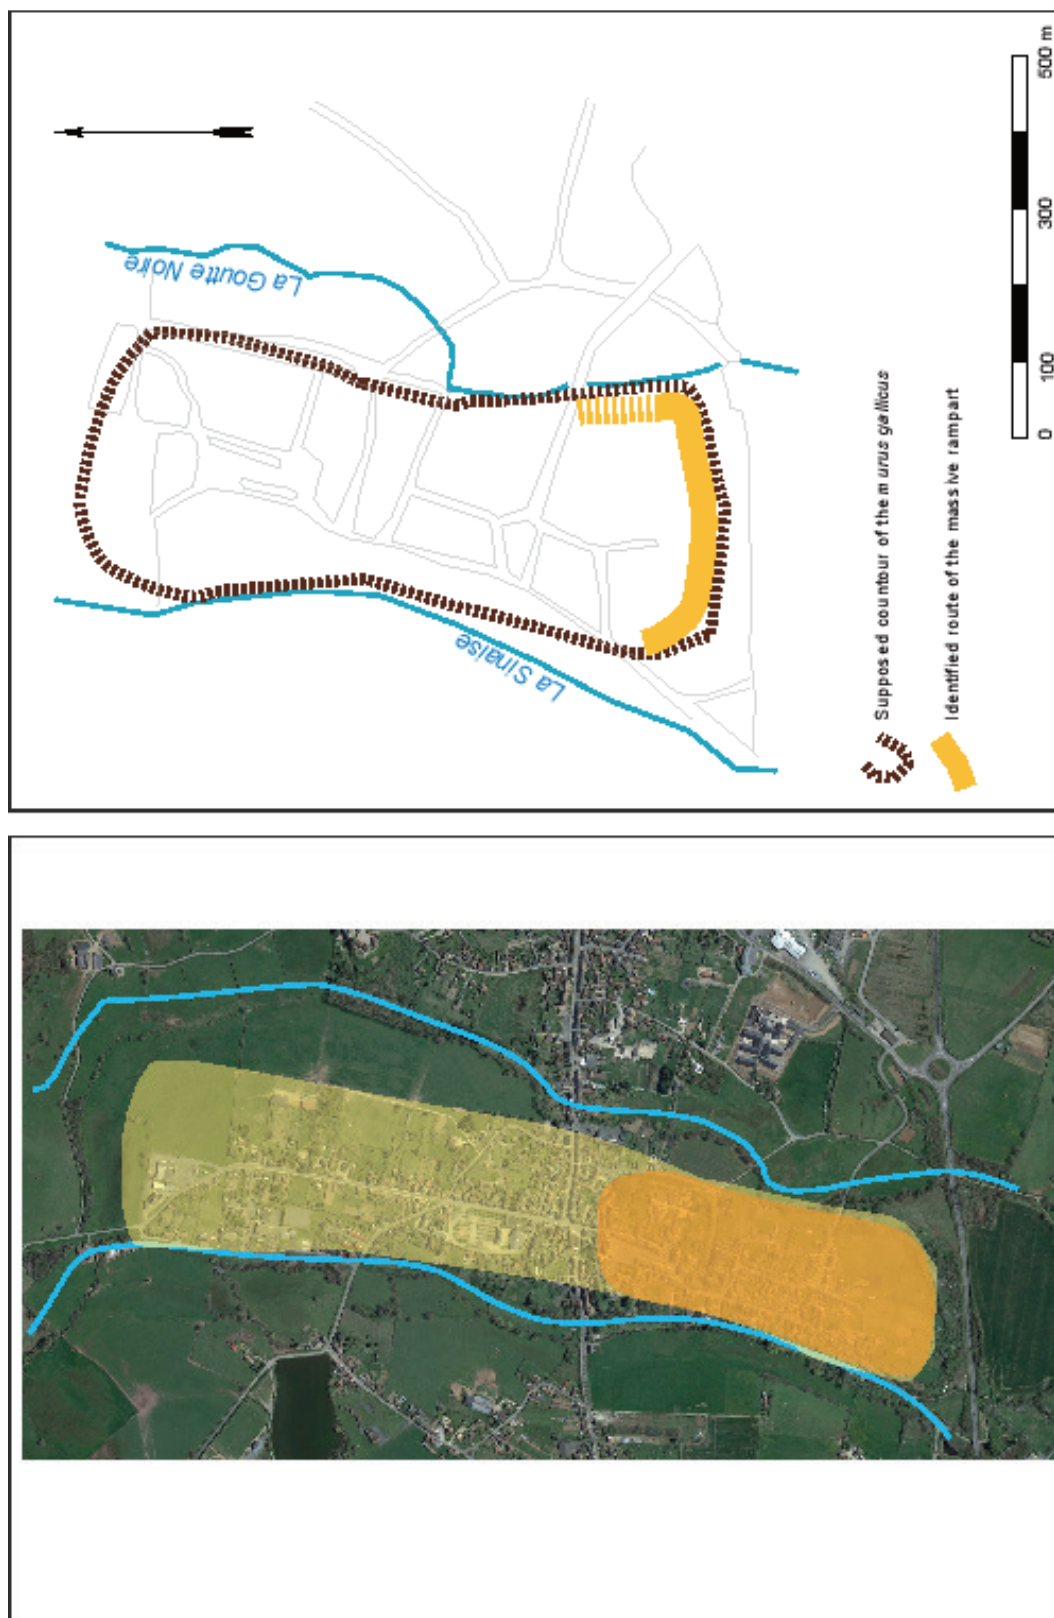 La Goutte Noire
La Sinaise
0 100 300 500 m
Supposed countour of the murus gallicus
Identified route of the massive rampart